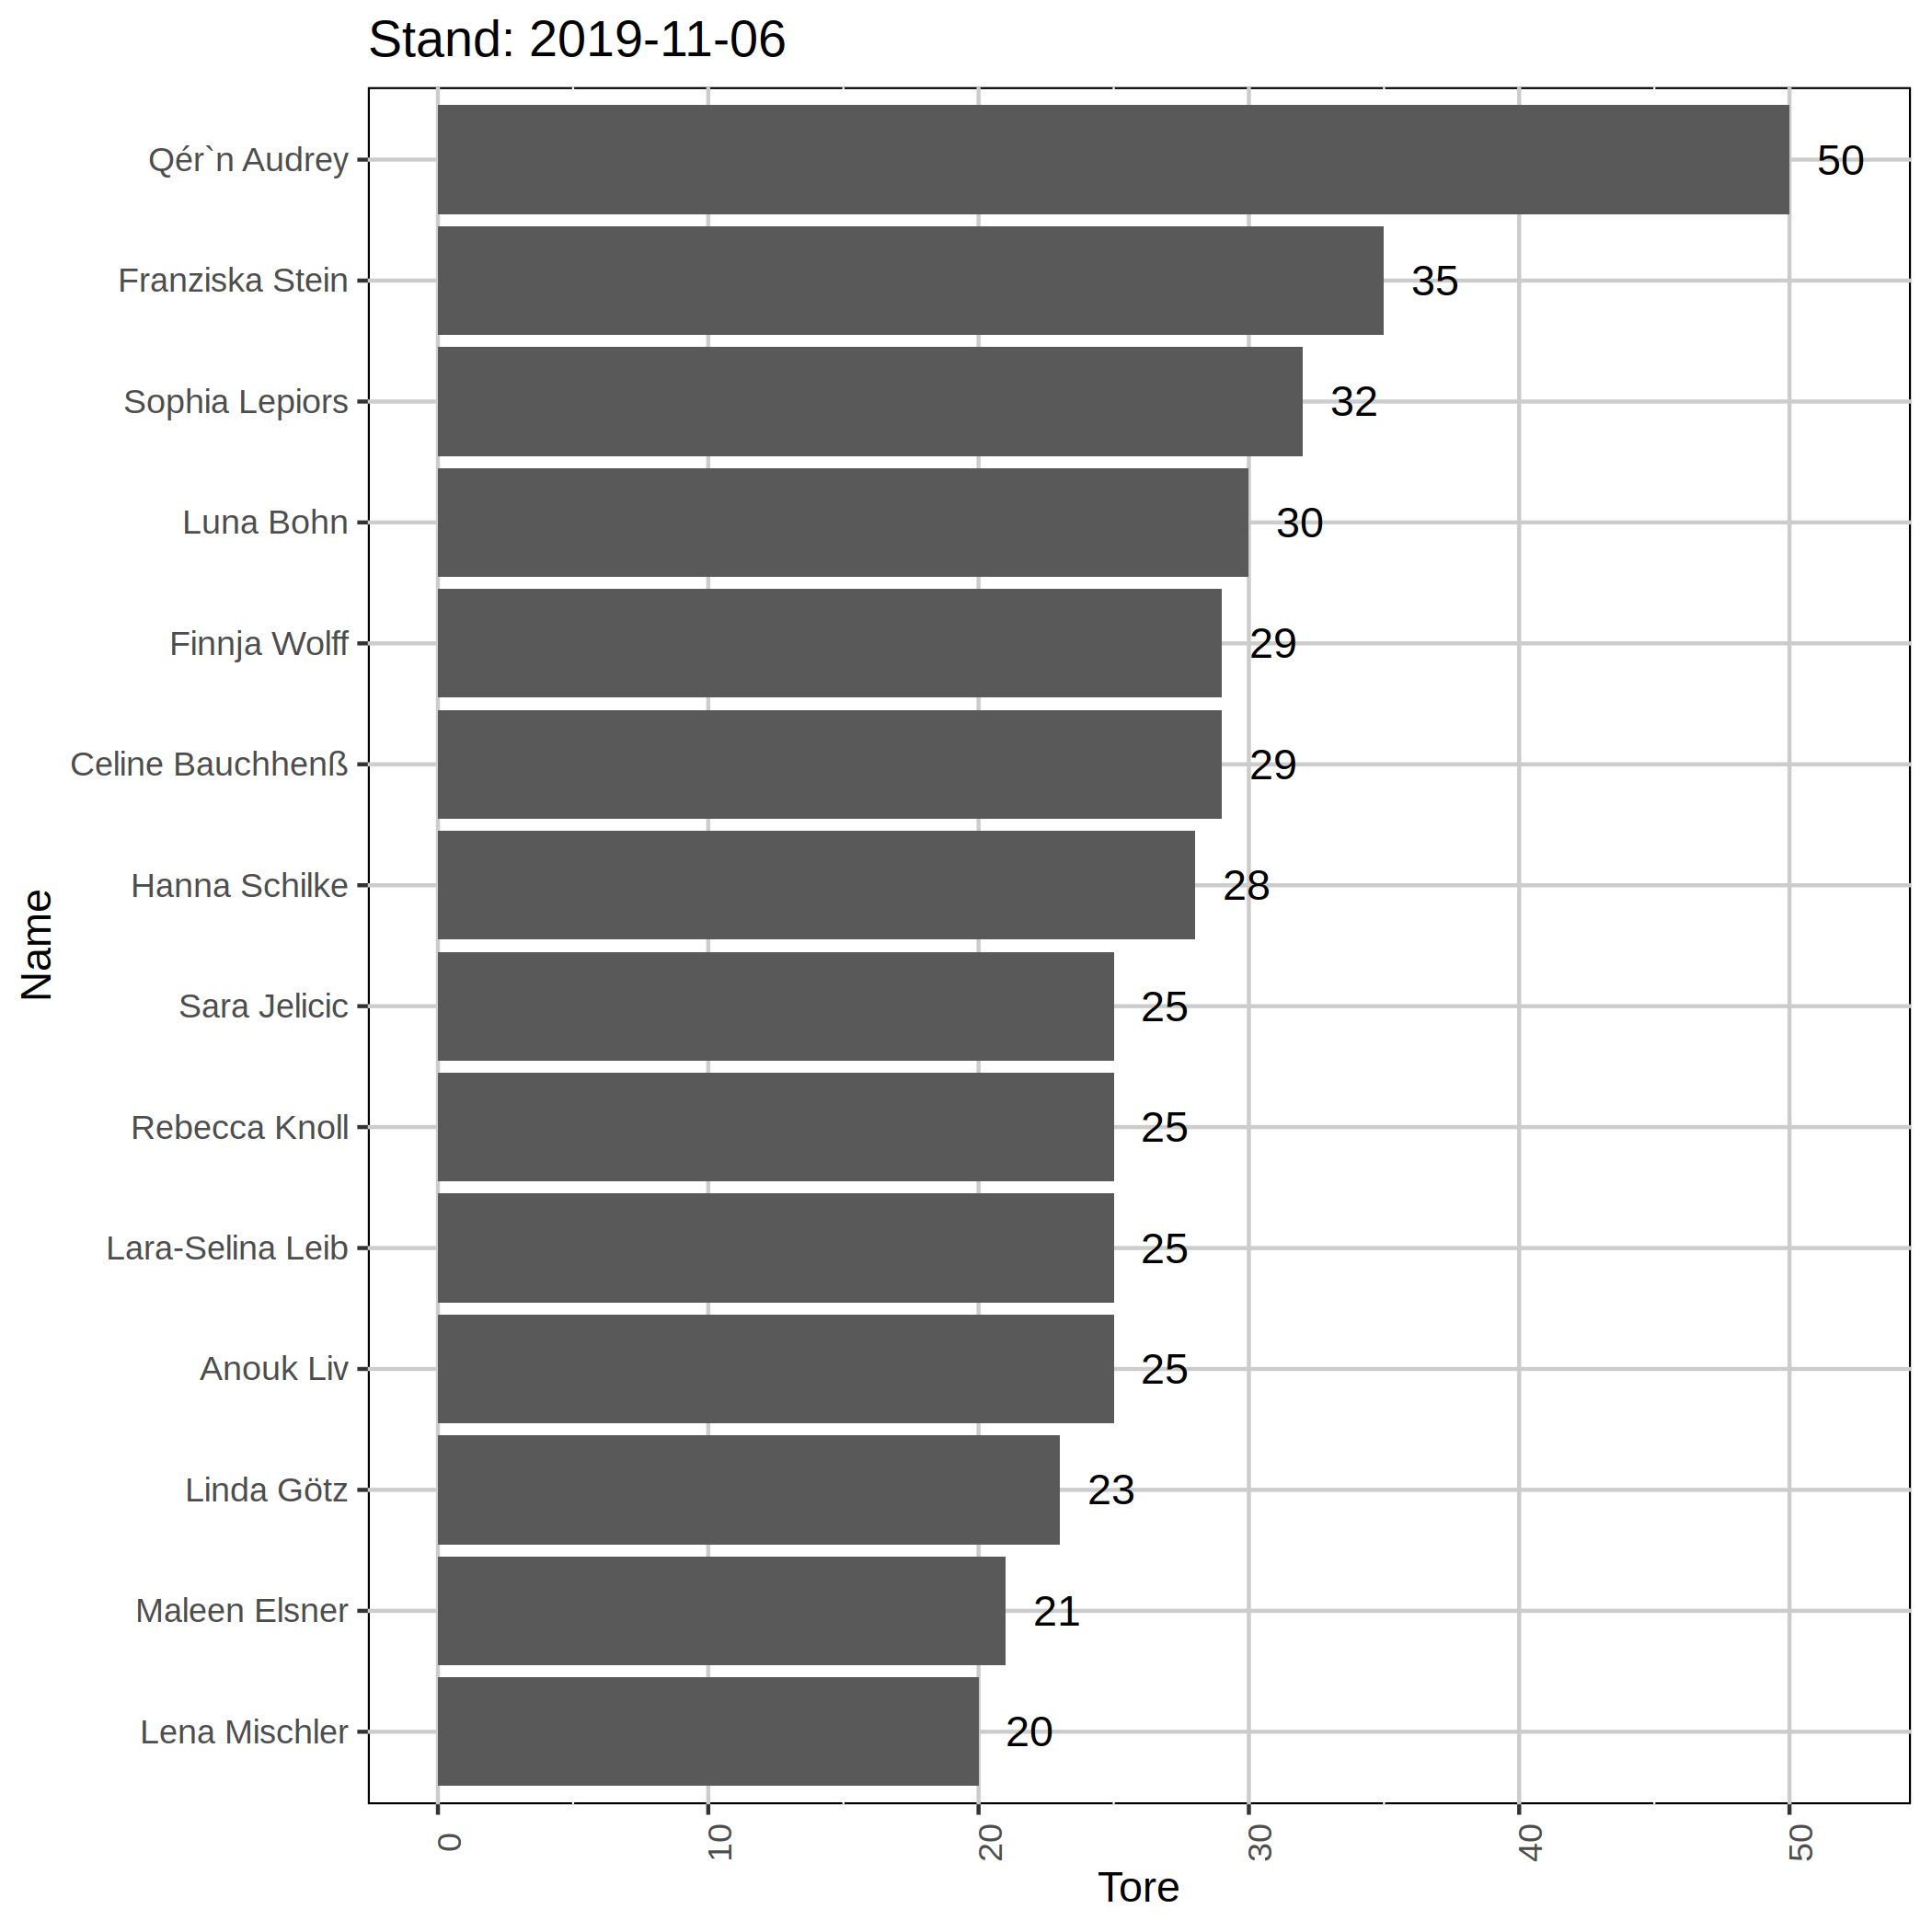 Stand: 2019-11-06
Qér`n Audrey 50
Franziska Stein 35
Sophia Lepiors 32
Luna Bohn 30
Finnja Wolff 29
Celine Bauchhenß 29
Hanna Schilke 28
Sara Jelicic 25
Rebecca Knoll 25
Lara-Selina Leib 25
Anouk Liv 25
Linda Götz 23
Maleen Elsner 21
Lena Mischler 20
Name
0 10 20 30 40 50
Tore